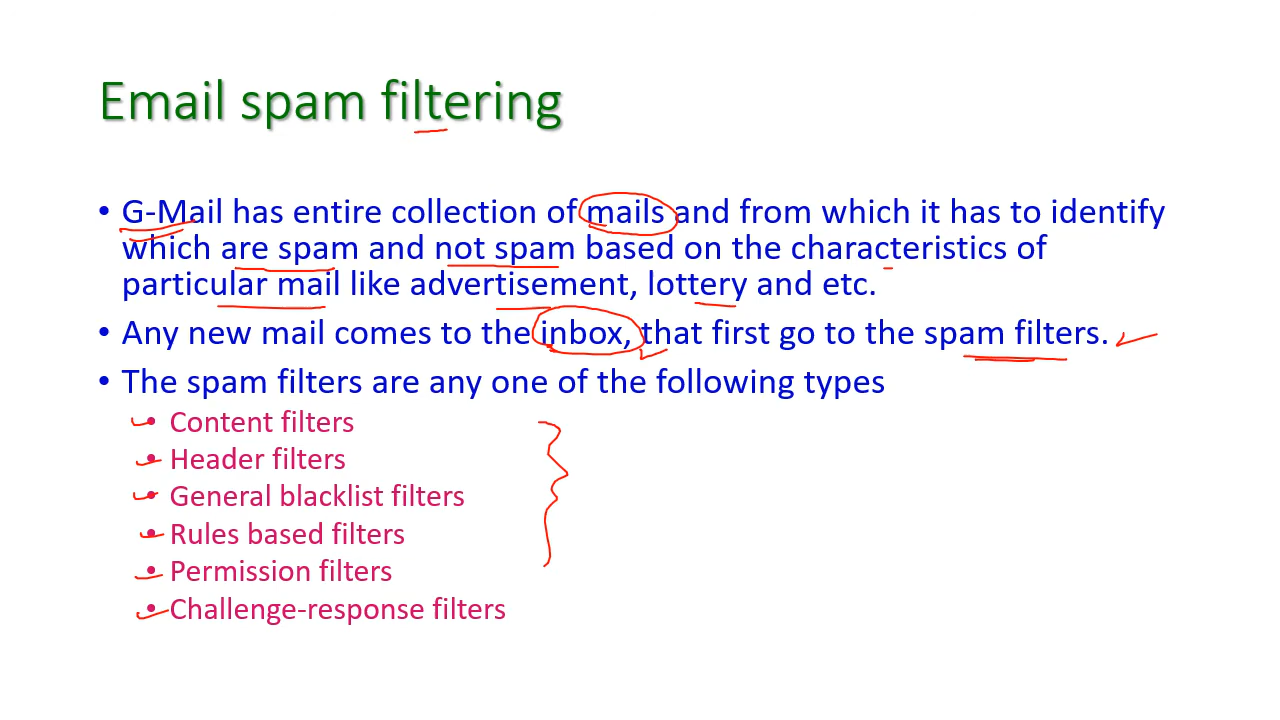 Email spam filtering
• G-Mail has entire collection of mails and from which it has to identify
which are spam and not spam based on the characteristics of
particular mail like advertisement, lottery and etc.
• Any new mail comes to the inbox, that first go to the spam filters.
• The spam filters are any one of the following types
• Content filters
• Header filters
• General blacklist filters
• Rules based filters
• Permission filters
• Challenge-response filters